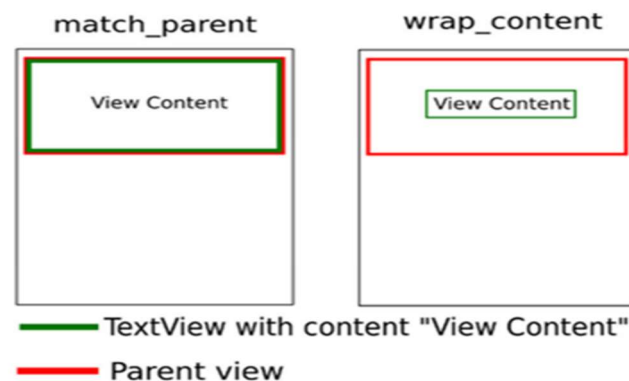 match_parent
wrap_content
View Content
View Content
TextView with content "View Content"
Parent view